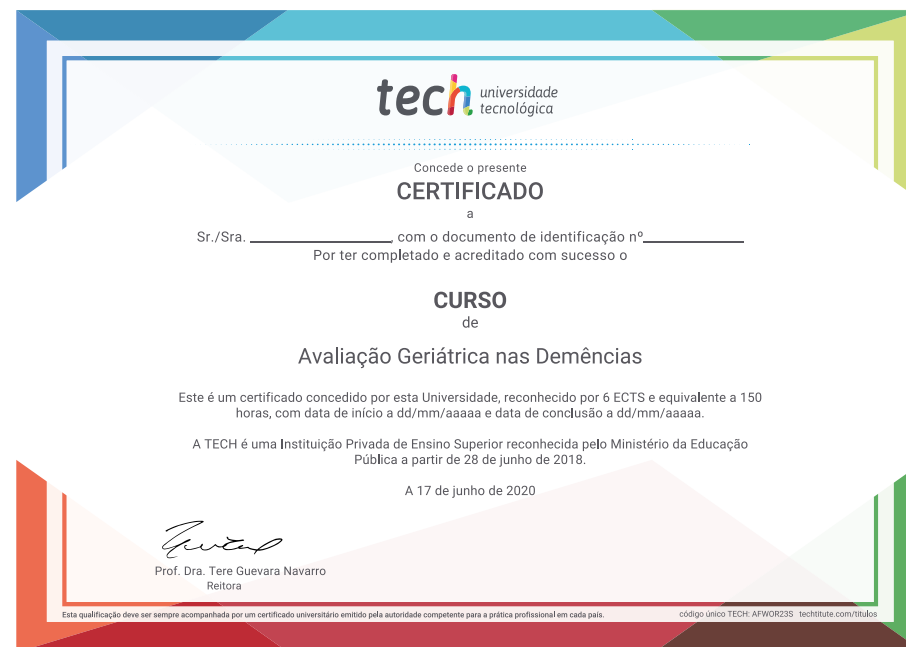 tech universidade
tecnológica
Concede o presente
CERTIFICADO
a
Sr./Sra. ____________________, com o documento de identificação nº______________
Por ter completado e acreditado com sucesso o
CURSO
de
Avaliação Geriátrica nas Demências
Este é um certificado concedido por esta Universidade, reconhecido por 6 ECTS e equivalente a 150
horas, com data de início a dd/mm/aaaaa e data de conclusão a dd/mm/aaaaa.
A TECH é uma Instituição Privada de Ensino Superior reconhecida pelo Ministério da Educação
Pública a partir de 28 de junho de 2018.
A 17 de junho de 2020
Prof. Dra. Tere Guevara Navarro
Reitora
Esta qualificação deve ser sempre acompanhada por um certificado universitário emitido pela autoridade competente para a prática profissional em cada país.
código único TECH: AFWOR23S techtitute.com/titulos